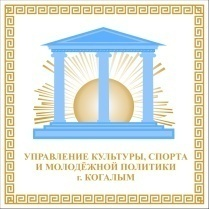 УПРАВЛЕНИЕ КУЛЬТУРЫ, СПОРТА
И МОЛОДЁЖНОЙ ПОЛИТИКИ
г. КОГАЛЫМ